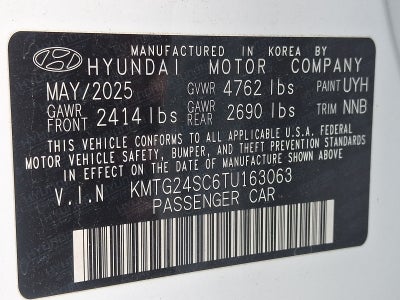 MANUFACTURED IN KOREA BY
HYUNDAI MOTOR COMPANY
MAY/2025 GVWR 4762 lbs PAINT UYH
GAWR FRONT 2414 lbs GAWR REAR 2690 lbs TRIM NNB
THIS VEHICLE CONFORMS TO ALL APPLICABLE U.S.A. FEDERAL
MOTOR VEHICLE SAFETY, BUMPER, AND THEFT PREVENTION STANDARDS
IN EFFECT ON THE DATE OF MANUFACTURE SHOWN ABOVE.
V.I.N KMTG24SC6TU163063
PASSENGER CAR